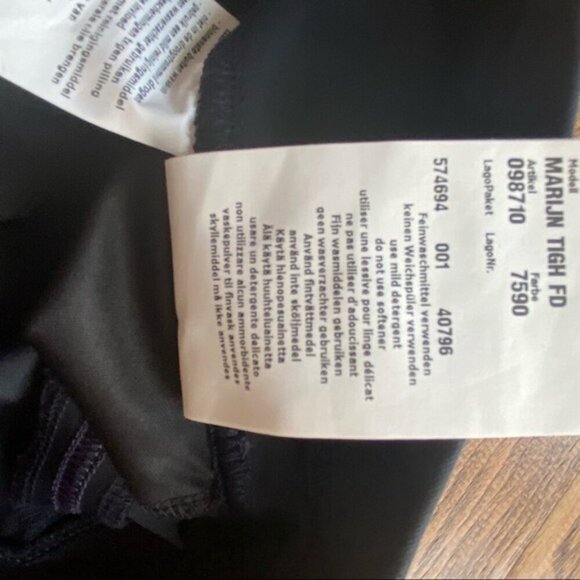 Modell
MARIJN TIGH FD
Artikel Farbe
098710 7590
LagoPaket LagoNr.
574694 001 40796
Feinwaschmittel verwenden
keinen Weichspüler verwenden
use mild detergent
do not use softener
utiliser une lessive pour linge délicat
ne pas utiliser d'adoucissant
Fijn wasmiddelen gebruiken
geen wasverzachter gebruiken
Använd fintvättmedel
använd inte sköljmedel
Käytä hienopesuainetta
Älä käytä huuhteluainetta
usare un detergente delicato
non utilizzare alcun ammorbidente
vaskepulver til finvask anvendes
skyllemiddel må ikke anvendes